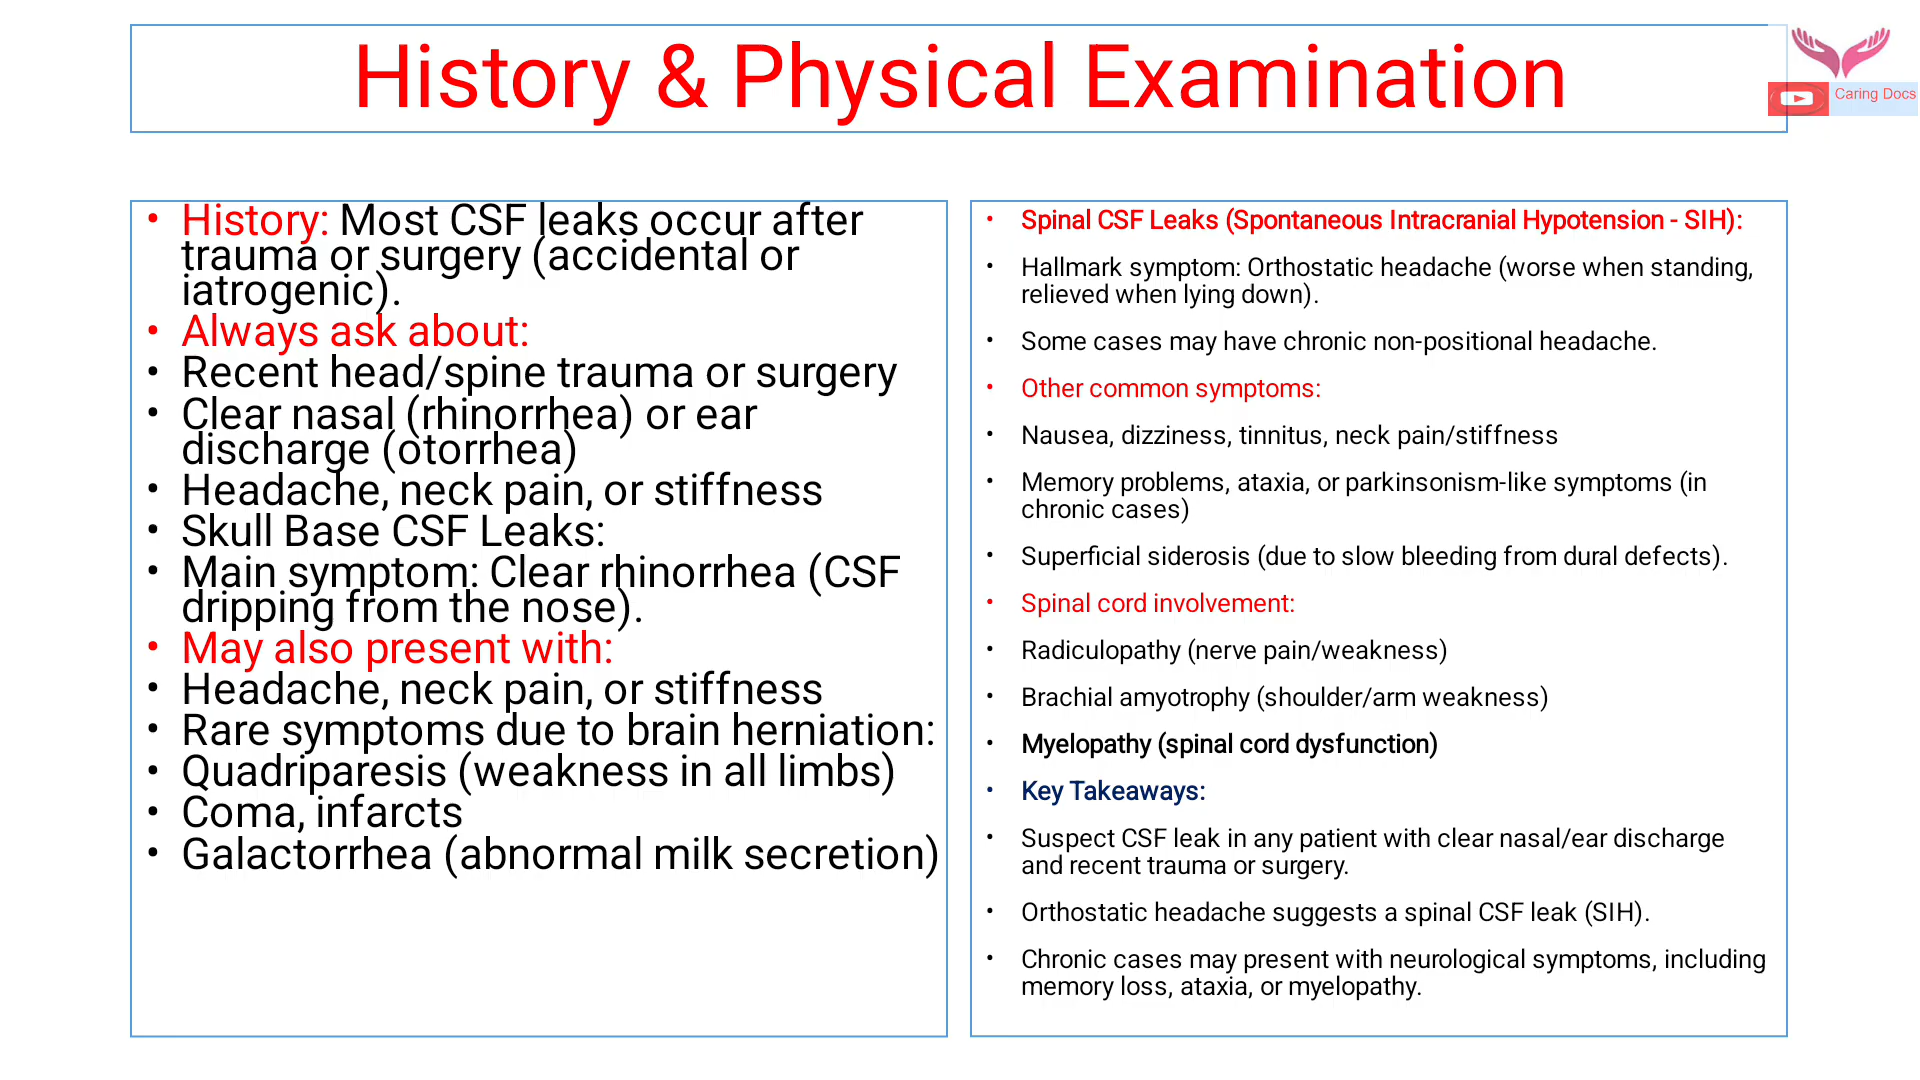 History & Physical Examination
Caring Docs
• History: Most CSF leaks occur after
trauma or surgery (accidental or
iatrogenic).
• Always ask about:
• Recent head/spine trauma or surgery
• Clear nasal (rhinorrhea) or ear
discharge (otorrhea)
• Headache, neck pain, or stiffness
• Skull Base CSF Leaks:
• Main symptom: Clear rhinorrhea (CSF
dripping from the nose).
• May also present with:
• Headache, neck pain, or stiffness
• Rare symptoms due to brain herniation:
• Quadriparesis (weakness in all limbs)
• Coma, infarcts
• Galactorrhea (abnormal milk secretion)
• Spinal CSF Leaks (Spontaneous Intracranial Hypotension - SIH):
• Hallmark symptom: Orthostatic headache (worse when standing,
relieved when lying down).
• Some cases may have chronic non-positional headache.
• Other common symptoms:
• Nausea, dizziness, tinnitus, neck pain/stiffness
• Memory problems, ataxia, or parkinsonism-like symptoms (in
chronic cases)
• Superficial siderosis (due to slow bleeding from dural defects).
• Spinal cord involvement:
• Radiculopathy (nerve pain/weakness)
• Brachial amyotrophy (shoulder/arm weakness)
• Myelopathy (spinal cord dysfunction)
• Key Takeaways:
• Suspect CSF leak in any patient with clear nasal/ear discharge
and recent trauma or surgery.
• Orthostatic headache suggests a spinal CSF leak (SIH).
• Chronic cases may present with neurological symptoms, including
memory loss, ataxia, or myelopathy.